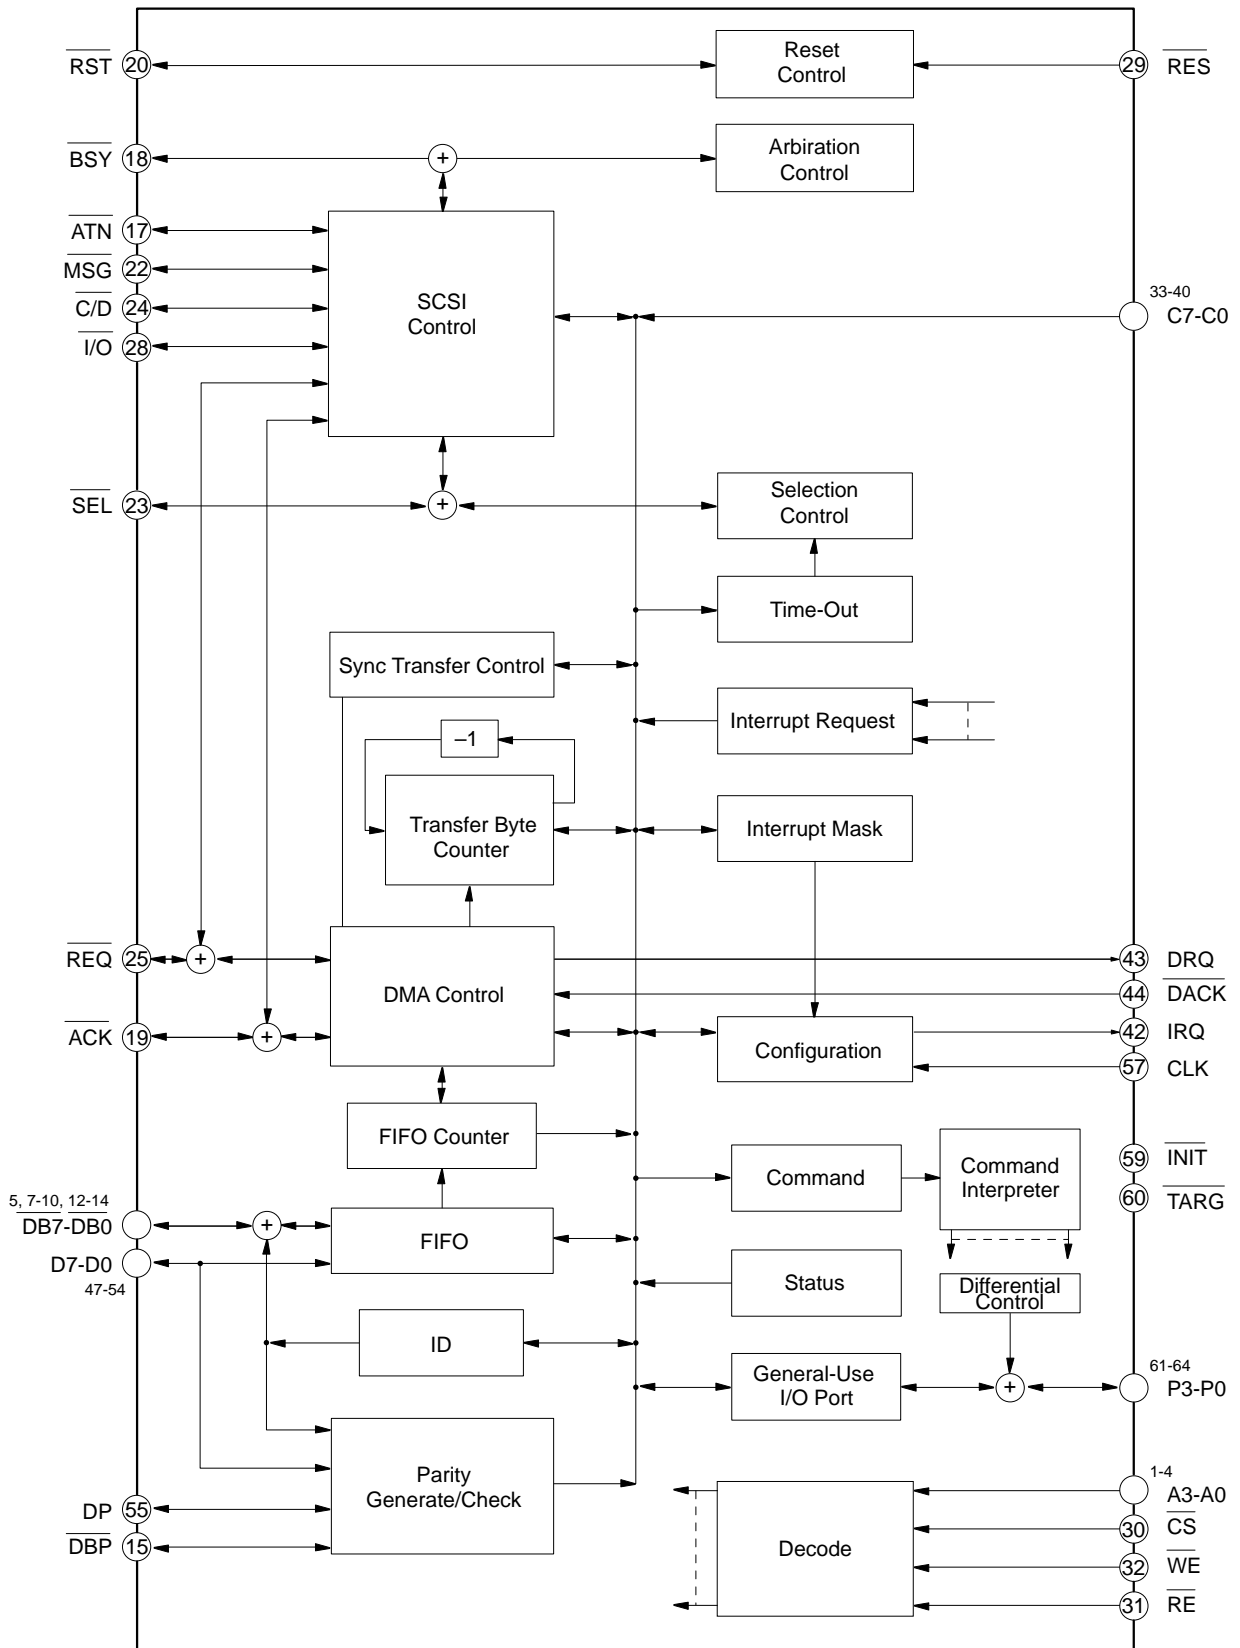 RST 20
Reset
Control
29 RES
BSY 18
+
Arbiration
Control
ATN 17
MSG 22
C/D 24
I/O 28
SCSI
Control
33-40
C7-C0
SEL 23
+
Selection
Control
Time-Out
Sync Transfer Control
Interrupt Request
–1
Transfer Byte
Counter
Interrupt Mask
REQ 25
+
43 DRQ
DMA Control
44 DACK
ACK 19
+
42 IRQ
Configuration
57 CLK
FIFO Counter
Command
Command
Interpreter
59 INIT
60 TARG
5, 7-10, 12-14
DB7-DB0
+
FIFO
D7-D0
47-54
Status
Differential
Control
ID
General-Use
I/O Port
+
61-64
P3-P0
Parity
Generate/Check
DP 55
DBP 15
Decode
1-4
A3-A0
30 CS
32 WE
31 RE